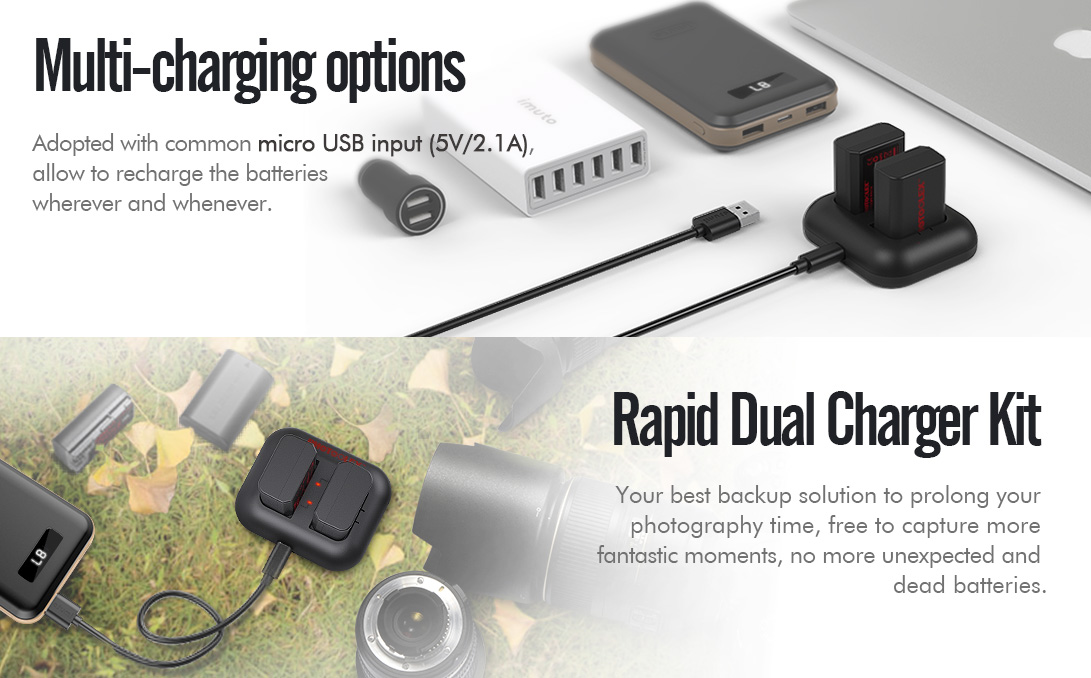 Multi-charging options
Adopted with common micro USB input (5V/2.1A),
allow to recharge the batteries
wherever and whenever.
imuto
L8
Rapid Dual Charger Kit
Your best backup solution to prolong your
photography time, free to capture more
fantastic moments, no more unexpected and
dead batteries.
L8